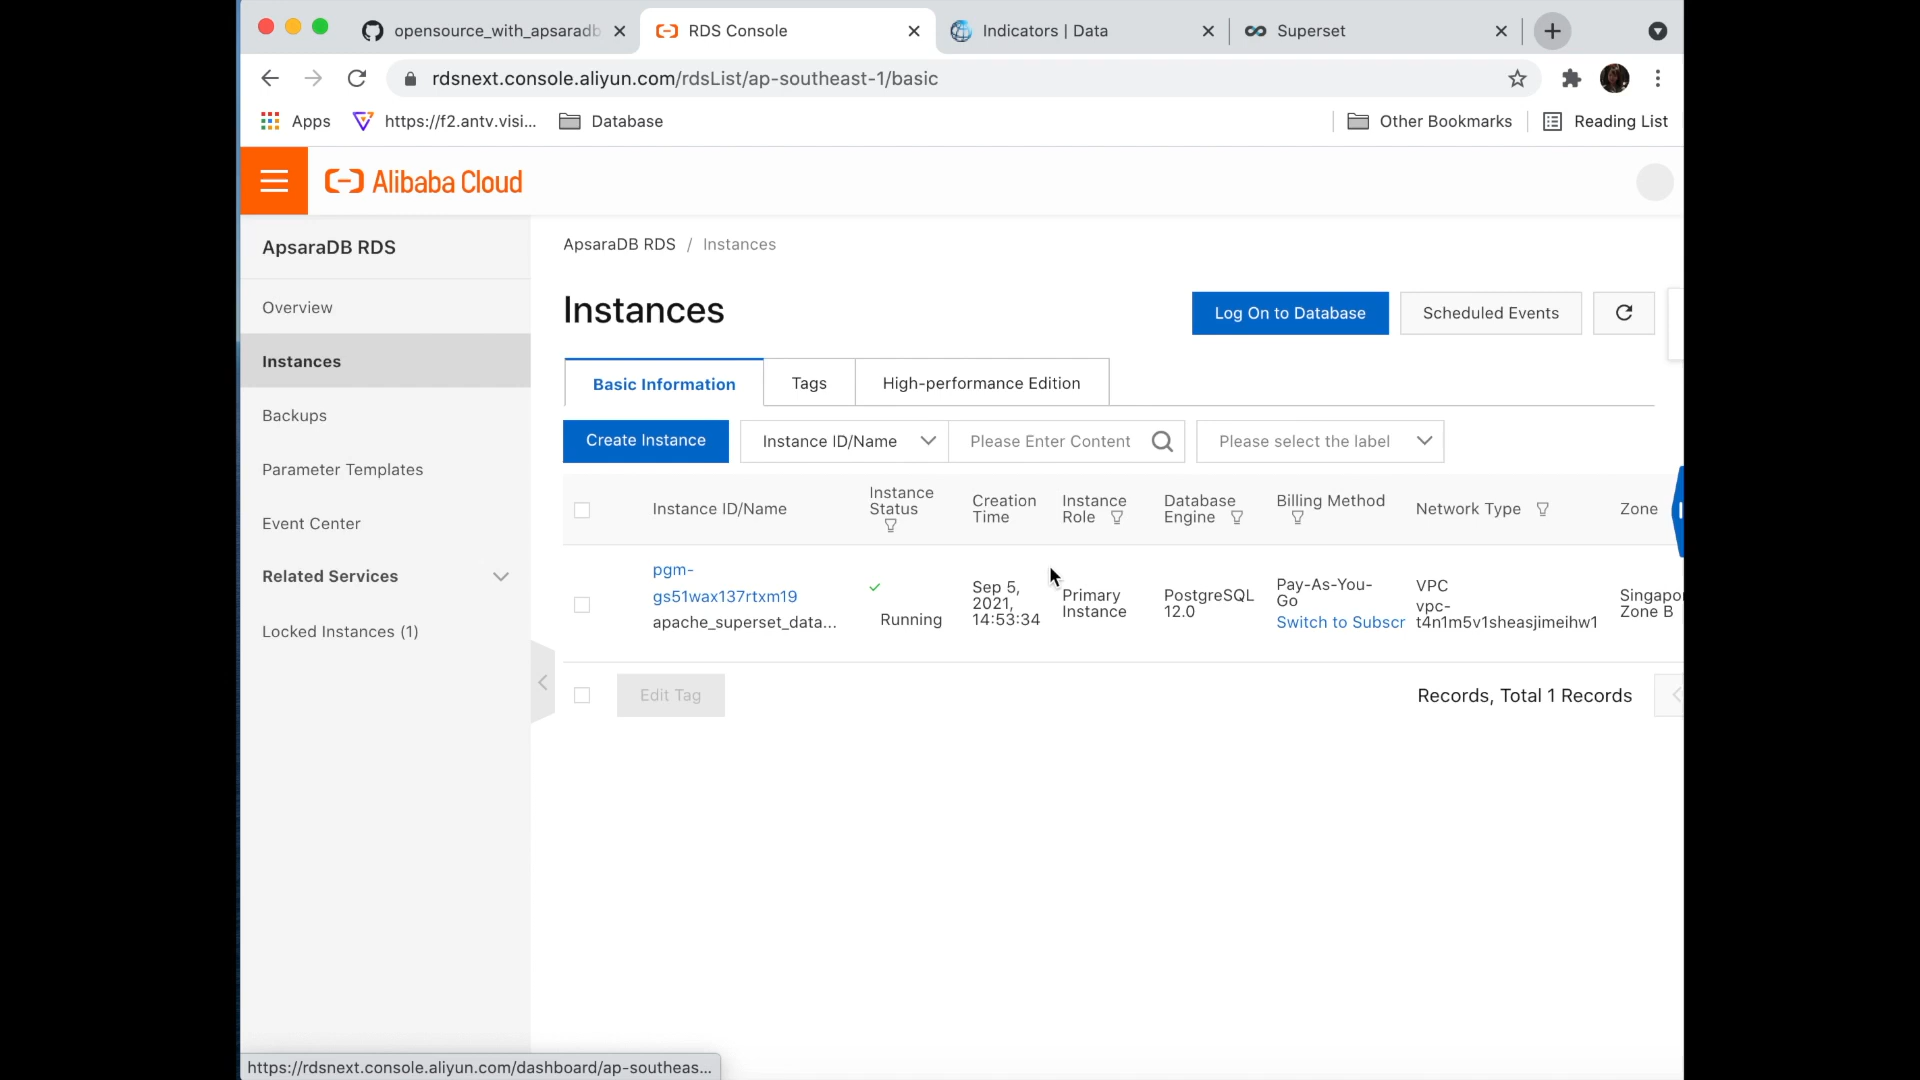 opensource_with_apsaradb
RDS Console
Indicators | Data
Superset
rdsnext.console.aliyun.com/rdsList/ap-southeast-1/basic
Apps
https://f2.antv.visi...
Database
Other Bookmarks
Reading List
Alibaba Cloud
ApsaraDB RDS
Overview
Instances
Backups
Parameter Templates
Event Center
Related Services
Locked Instances (1)
ApsaraDB RDS / Instances
Instances
Log On to Database
Scheduled Events
Basic Information
Tags
High-performance Edition
Create Instance
Instance ID/Name
Please Enter Content
Please select the label
Instance ID/Name
Instance
Status
Creation
Time
Instance
Role
Database
Engine
Billing Method
Network Type
Zone
pgm-
gs51wax137rtxm19
apache_superset_data...
Running
Sep 5,
2021,
14:53:34
Primary
Instance
PostgreSQL
12.0
Pay-As-You-
Go
Switch to Subscr
VPC
vpc-
t4n1m5v1sheasjimeihw1
Singapo
Zone B
Edit Tag
Records, Total 1 Records
https://rdsnext.console.aliyun.com/dashboard/ap-southeas...